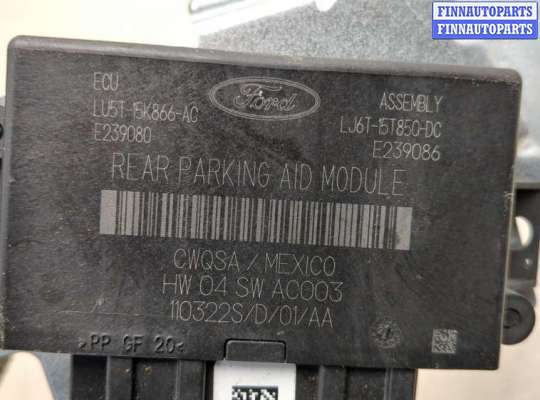 FINNAUTOPARTS
FINNAUTOPARTS
ECU
LU5T-15K866-AC
E239080
Ford
ASSEMBLY
LJ6T-15T850-DC
E239086
REAR PARKING AID MODULE
CWQSA / MEXICO
HW 04 SW AC003
110322S/D/01/AA
>PP GF 20<